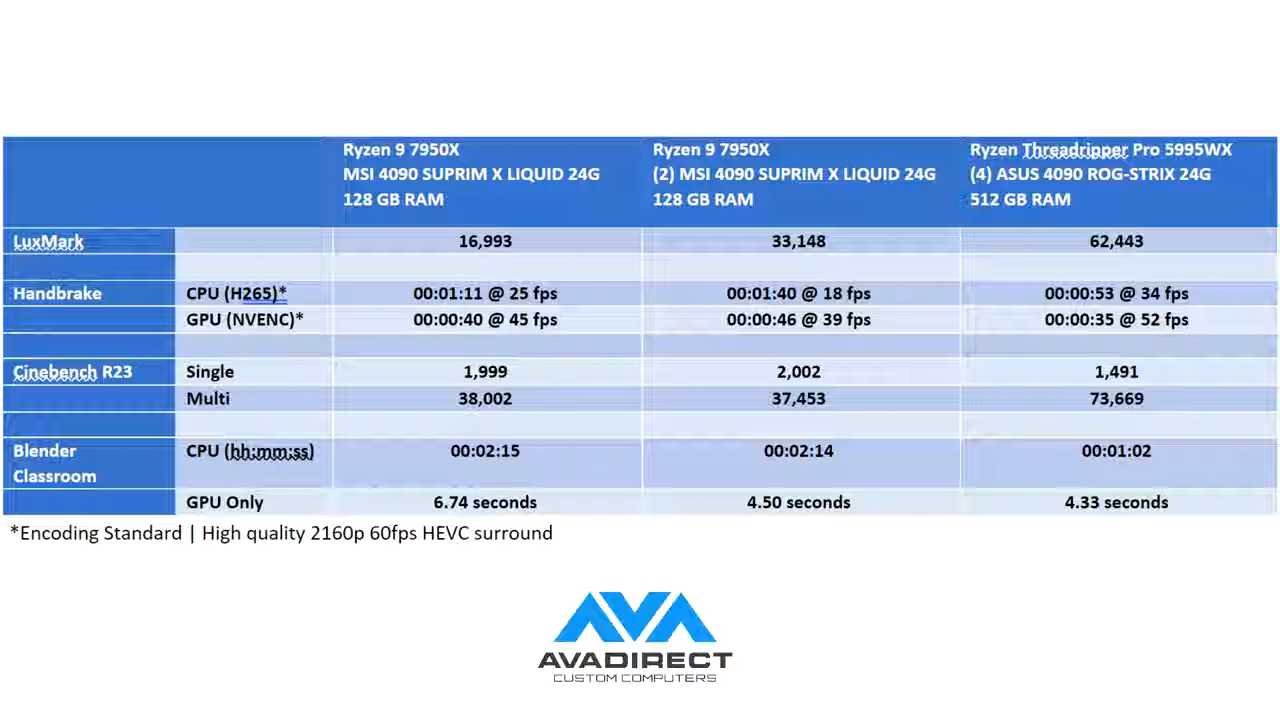 Ryzen 9 7950X
MSI 4090 SUPRIM X LIQUID 24G
128 GB RAM
Ryzen 9 7950X
(2) MSI 4090 SUPRIM X LIQUID 24G
128 GB RAM
Ryzen Threadripper Pro 5995WX
(4) ASUS 4090 ROG-STRIX 24G
512 GB RAM
LuxMark 16,993 33,148 62,443
Handbrake CPU (H265)* 00:01:11 @ 25 fps 00:01:40 @ 18 fps 00:00:53 @ 34 fps
GPU (NVENC)* 00:00:40 @ 45 fps 00:00:46 @ 39 fps 00:00:35 @ 52 fps
Cinebench R23 Single 1,999 2,002 1,491
Multi 38,002 37,453 73,669
Blender CPU (hh:mm:ss) 00:02:15 00:02:14 00:01:02
Classroom
GPU Only 6.74 seconds 4.50 seconds 4.33 seconds
*Encoding Standard | High quality 2160p 60fps HEVC surround
AVA
AVADIRECT
CUSTOM COMPUTERS